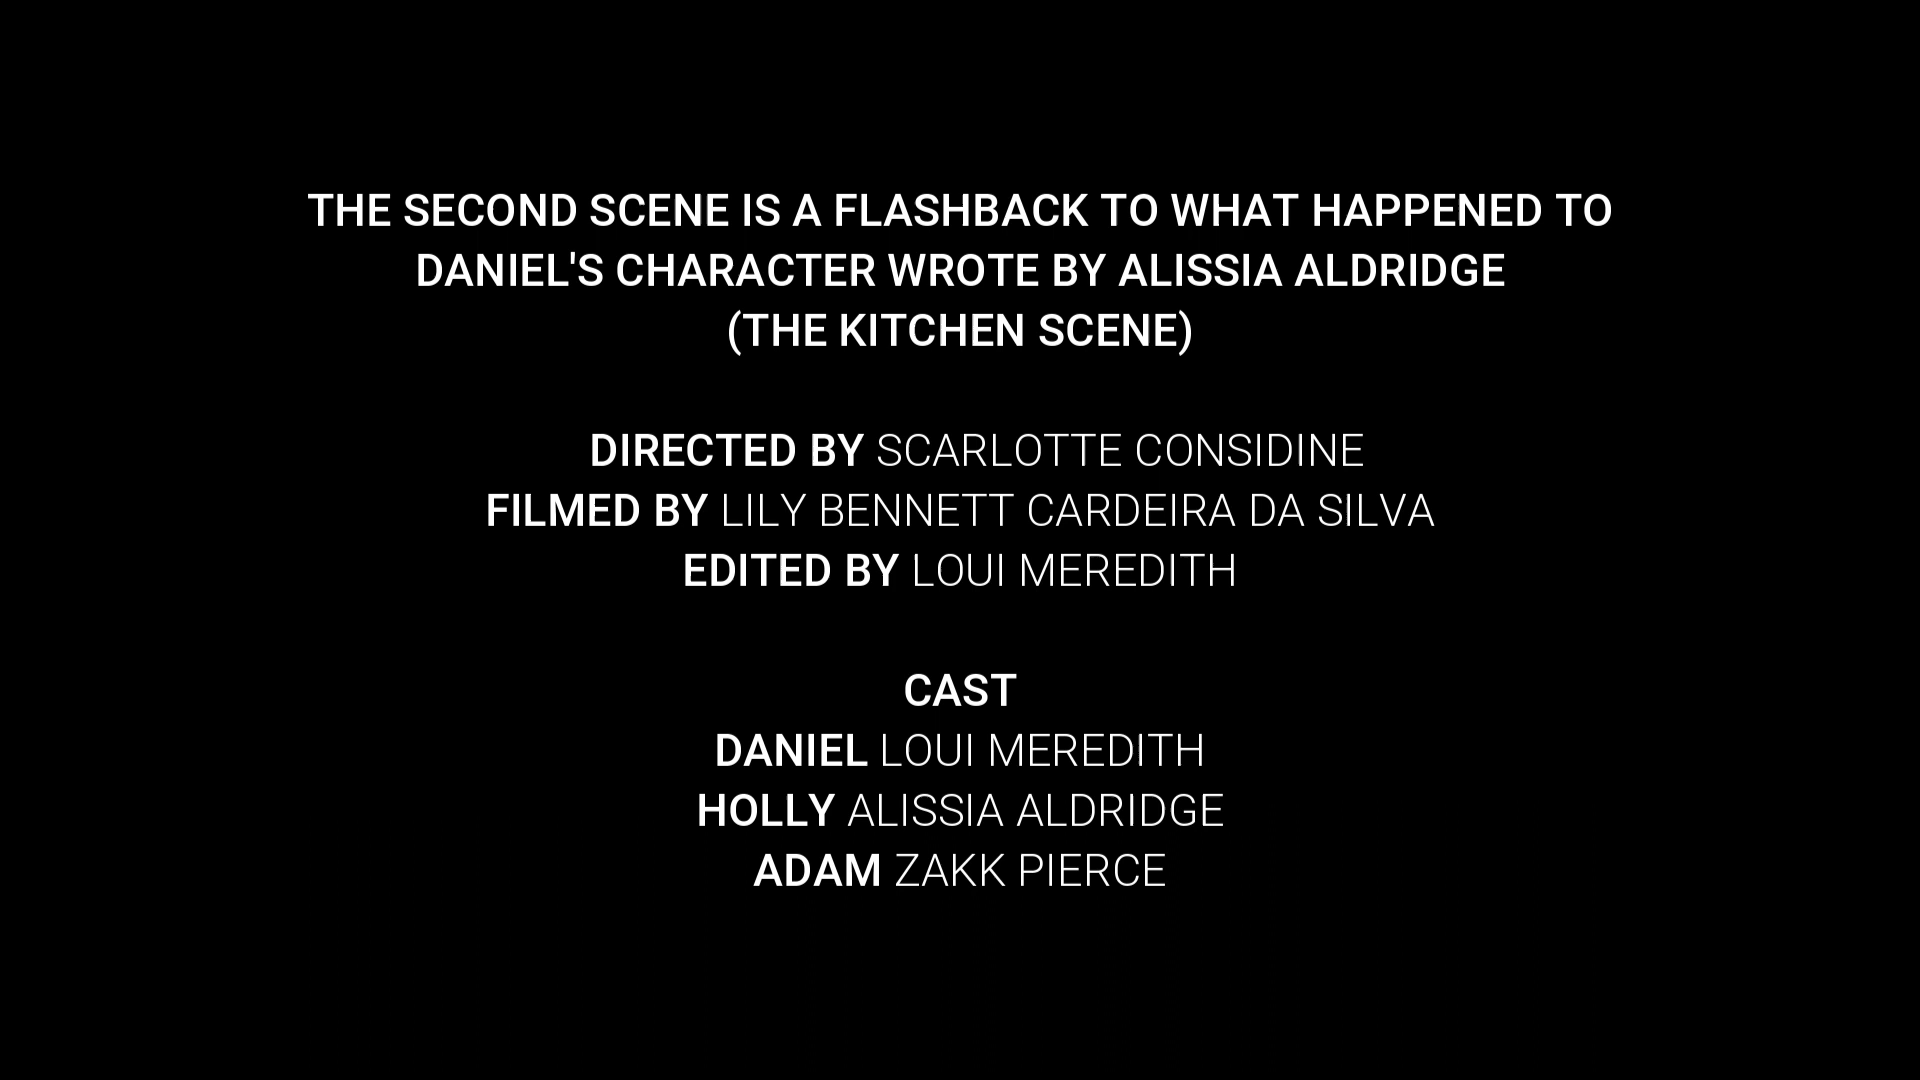 THE SECOND SCENE IS A FLASHBACK TO WHAT HAPPENED TO
DANIEL'S CHARACTER WROTE BY ALISSIA ALDRIDGE
(THE KITCHEN SCENE)
DIRECTED BY SCARLOTTE CONSIDINE
FILMED BY LILY BENNETT CARDEIRA DA SILVA
EDITED BY LOUI MEREDITH
CAST
DANIEL LOUI MEREDITH
HOLLY ALISSIA ALDRIDGE
ADAM ZAKK PIERCE